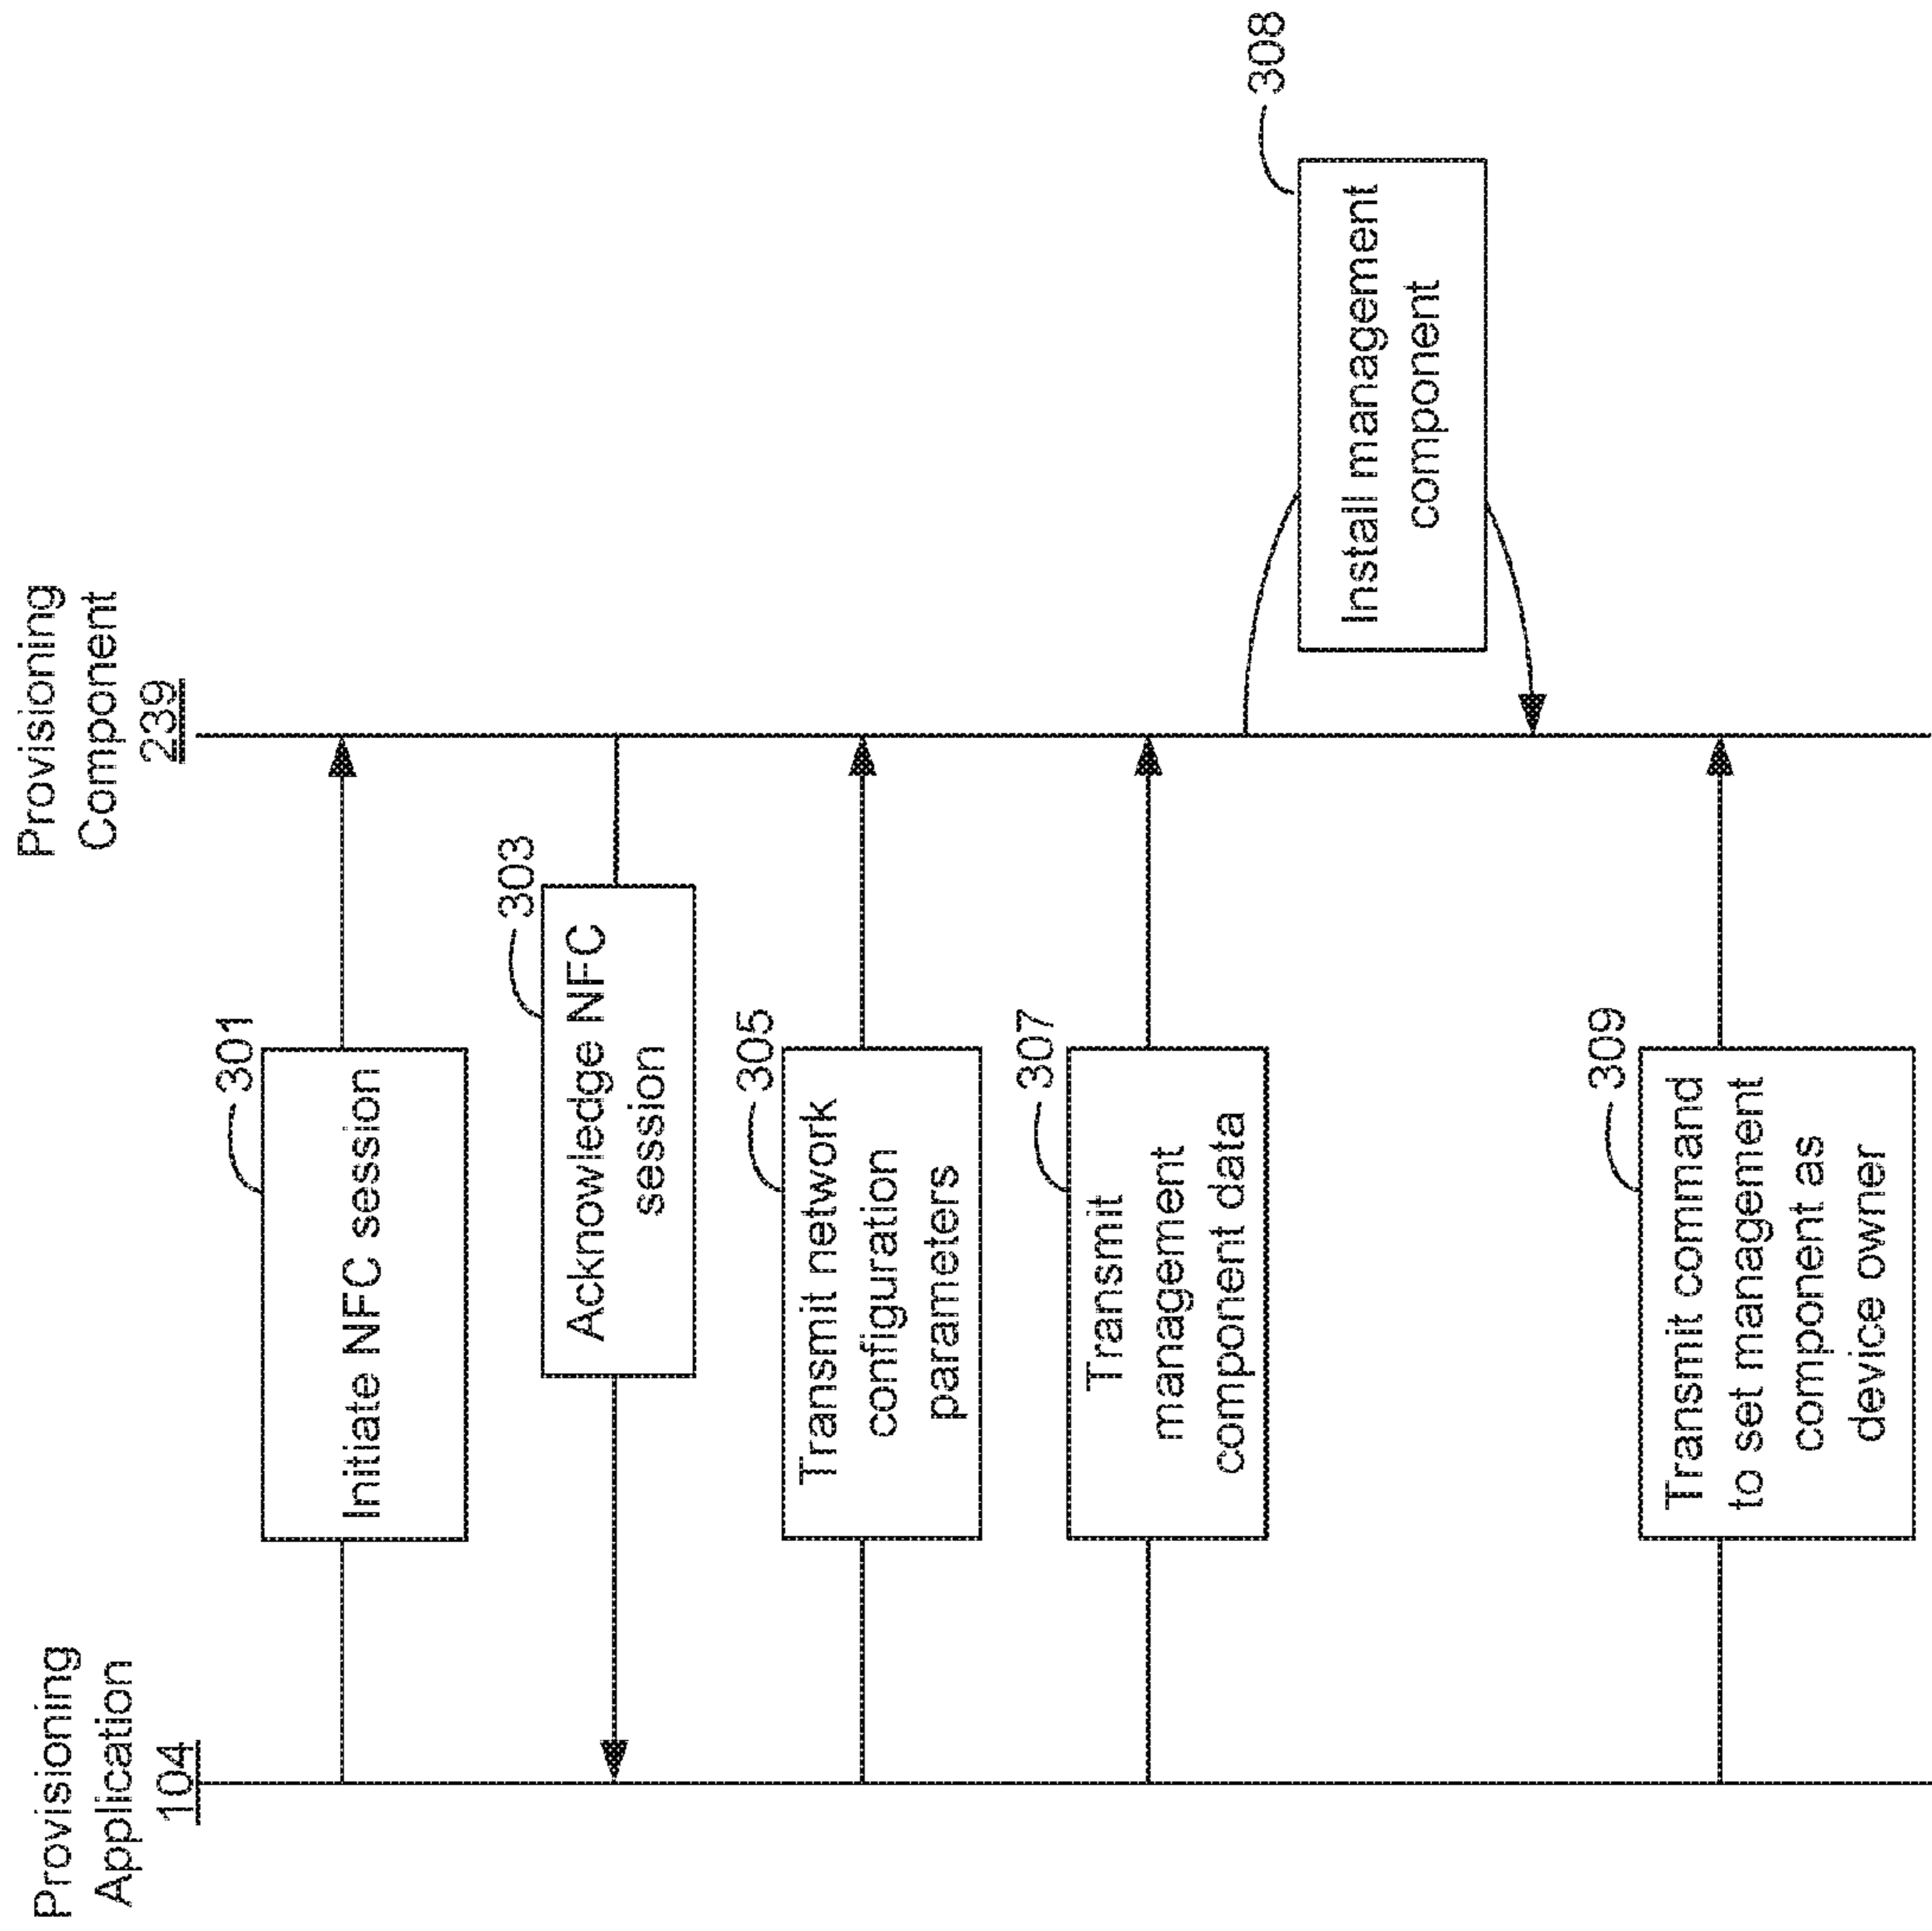 Provisioning
Application
104
Provisioning
Component
239
301
Initiate NFC session
303
Acknowledge NFC
session
305
Transmit network
configuration
parameters
307
Transmit
management
component data
308
Install management
component
309
Transmit command
to set management
component as
device owner